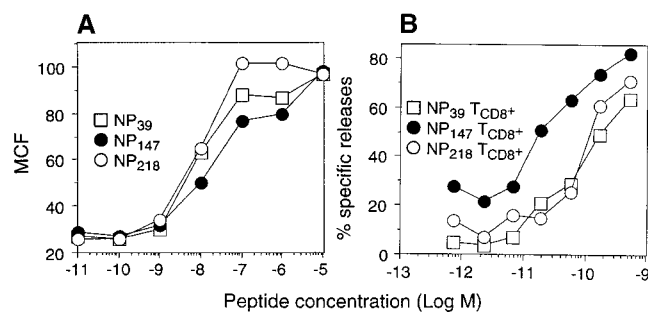 A
MCF
100
80
60
40
20
NP39
NP147
NP218
-11
-10
-9
-8
-7
-6
-5
B
% specific releases
80
60
40
20
0
NP39 TCD8+
NP147 TCD8+
NP218 TCD8+
-13
-12
-11
-10
-9
Peptide concentration (Log M)